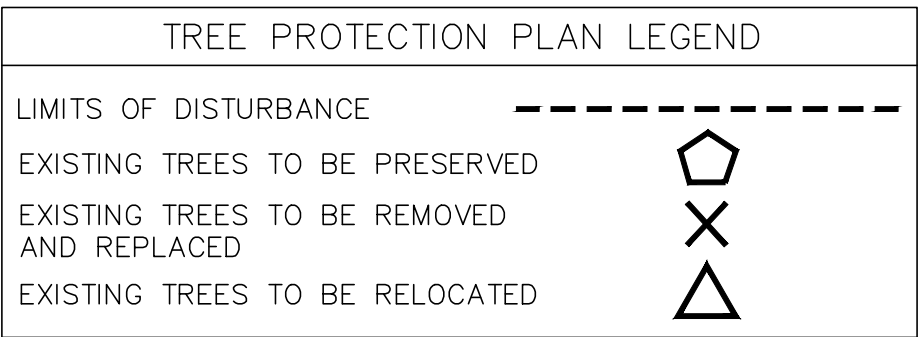 TREE PROTECTION PLAN LEGEND
LIMITS OF DISTURBANCE
EXISTING TREES TO BE PRESERVED
EXISTING TREES TO BE REMOVED
AND REPLACED
EXISTING TREES TO BE RELOCATED